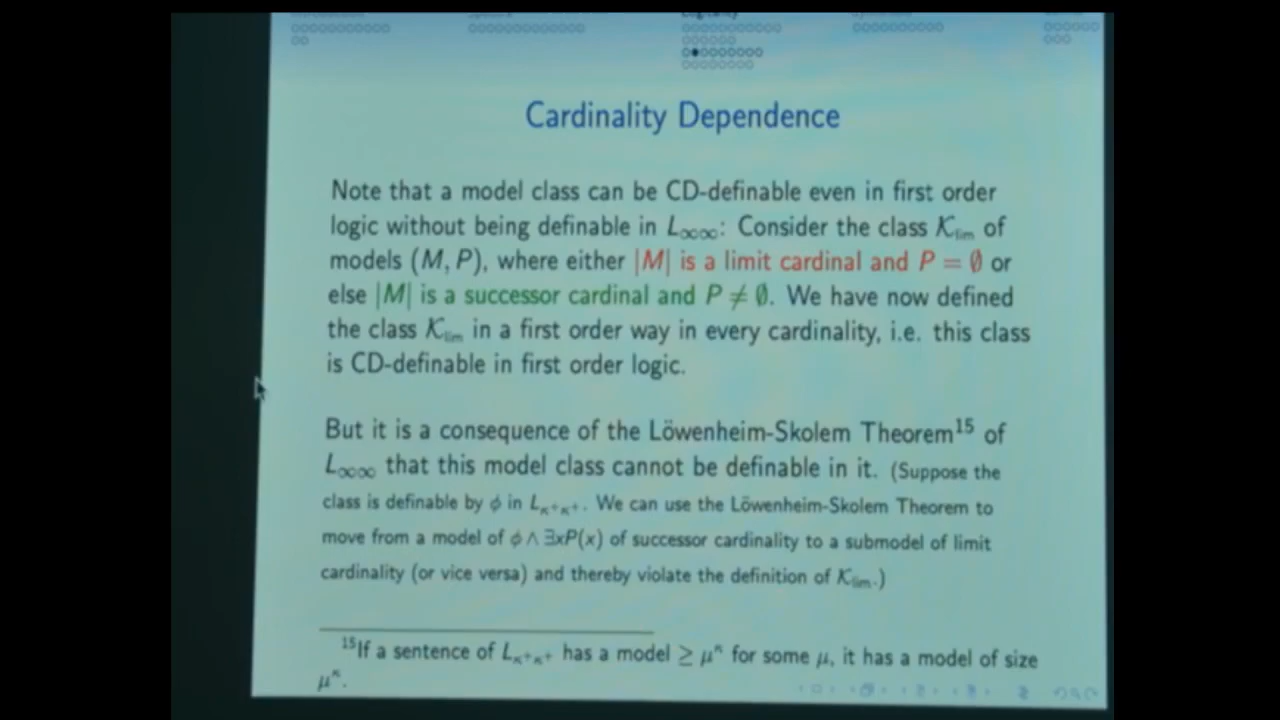 Cardinality Dependence
Note that a model class can be CD-definable even in first order
logic without being definable in L∞∞: Consider the class 𝒦lim of
models (M, P), where either |M| is a limit cardinal and P = ∅ or
else |M| is a successor cardinal and P ≠ ∅. We have now defined
the class 𝒦lim in a first order way in every cardinality, i.e. this class
is CD-definable in first order logic.
But it is a consequence of the Löwenheim-Skolem Theorem¹⁵ of
L∞∞ that this model class cannot be definable in it. (Suppose the
class is definable by ϕ in Lκ⁺κ⁺. We can use the Löwenheim-Skolem Theorem to
move from a model of ϕ ∧ ∃xP(x) of successor cardinality to a submodel of limit
cardinality (or vice versa) and thereby violate the definition of 𝒦lim.)
¹⁵If a sentence of Lκ⁺κ⁺ has a model ≥ μ^κ for some μ, it has a model of size
μ^κ.